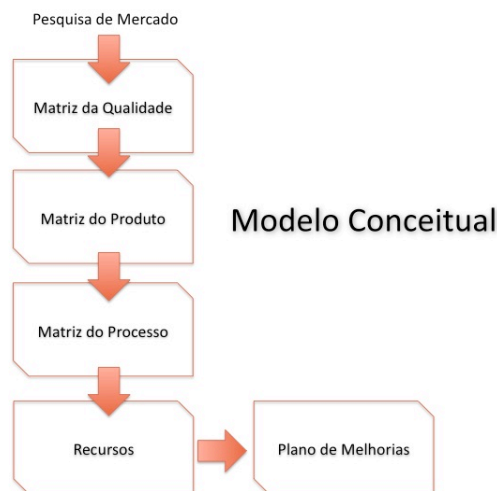 Pesquisa de Mercado
Matriz da Qualidade
Matriz do Produto
Modelo Conceitual
Matriz do Processo
Recursos
Plano de Melhorias